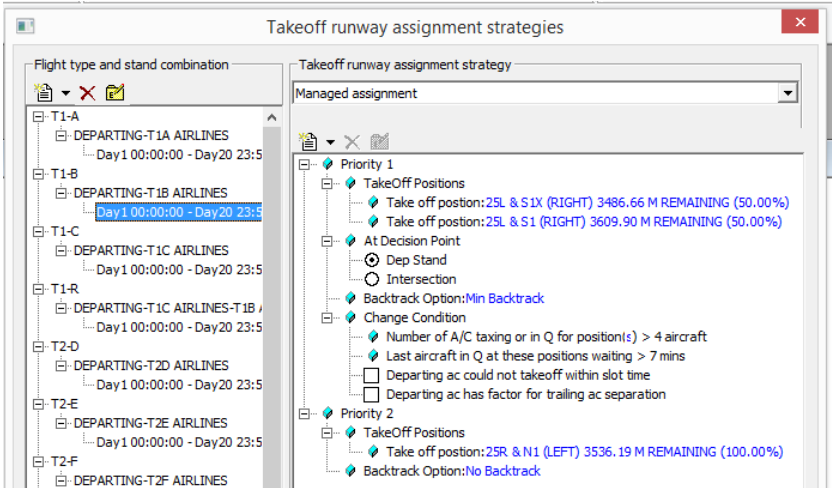 Takeoff runway assignment strategies
Flight type and stand combination
T1-A
DEPARTING-T1A AIRLINES
Day1 00:00:00 - Day20 23:5
T1-B
DEPARTING-T1B AIRLINES
Day1 00:00:00 - Day20 23:5
T1-C
DEPARTING-T1C AIRLINES
Day1 00:00:00 - Day20 23:5
T1-R
DEPARTING-T1C AIRLINES-T1B
Day1 00:00:00 - Day20 23:5
T2-D
DEPARTING-T2D AIRLINES
Day1 00:00:00 - Day20 23:5
T2-E
DEPARTING-T2E AIRLINES
Day1 00:00:00 - Day20 23:5
T2-F
DEPARTING-T2F AIRLINES
Takeoff runway assignment strategy
Managed assignment
Priority 1
TakeOff Positions
Take off postion:25L & S1X (RIGHT) 3486.66 M REMAINING (50.00%)
Take off postion:25L & S1 (RIGHT) 3609.90 M REMAINING (50.00%)
At Decision Point
Dep Stand
Intersection
Backtrack Option:Min Backtrack
Change Condition
Number of A/C taxing or in Q for position(s) > 4 aircraft
Last aircraft in Q at these positions waiting > 7 mins
Departing ac could not takeoff within slot time
Departing ac has factor for trailing ac separation
Priority 2
TakeOff Positions
Take off postion:25R & N1 (LEFT) 3536.19 M REMAINING (100.00%)
Backtrack Option:No Backtrack